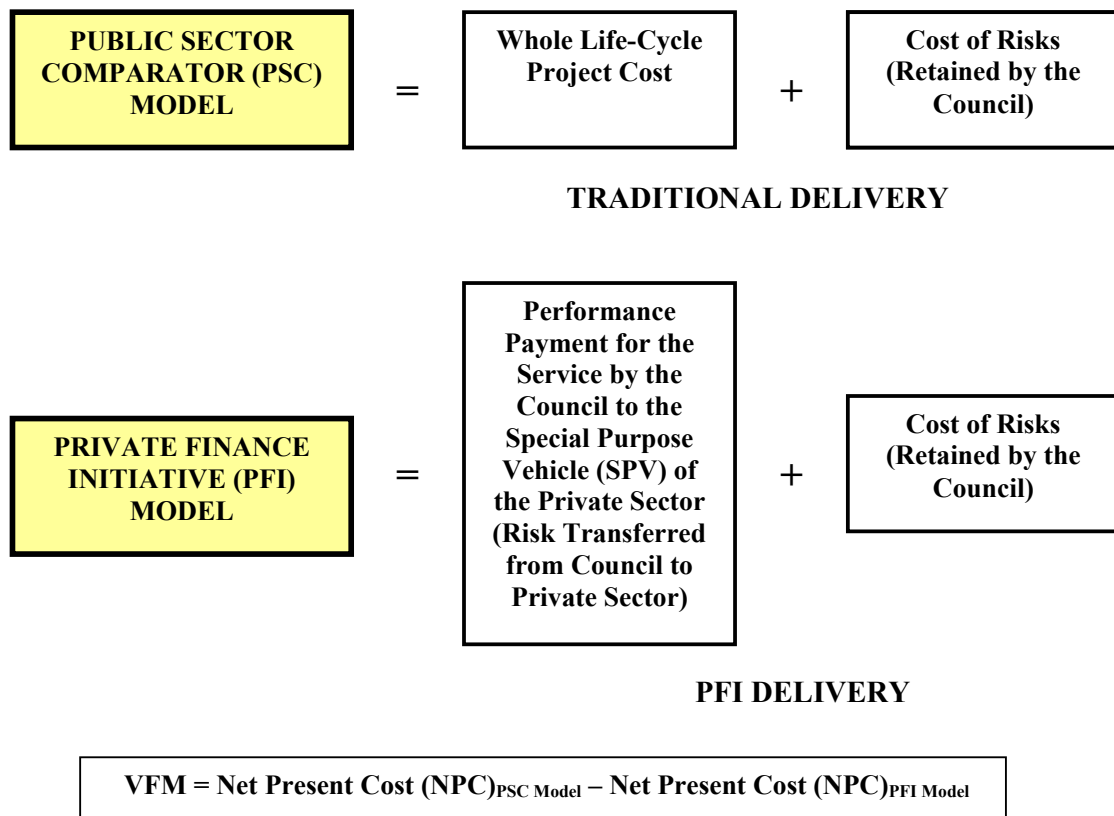 PUBLIC SECTOR
COMPARATOR (PSC)
MODEL
=
Whole Life-Cycle
Project Cost
+
Cost of Risks
(Retained by the
Council)
TRADITIONAL DELIVERY
PRIVATE FINANCE
INITIATIVE (PFI)
MODEL
=
Performance
Payment for the
Service by the
Council to the
Special Purpose
Vehicle (SPV) of
the Private Sector
(Risk Transferred
from Council to
Private Sector)
+
Cost of Risks
(Retained by the
Council)
PFI DELIVERY
VFM = Net Present Cost (NPC)PSC Model – Net Present Cost (NPC)PFI Model